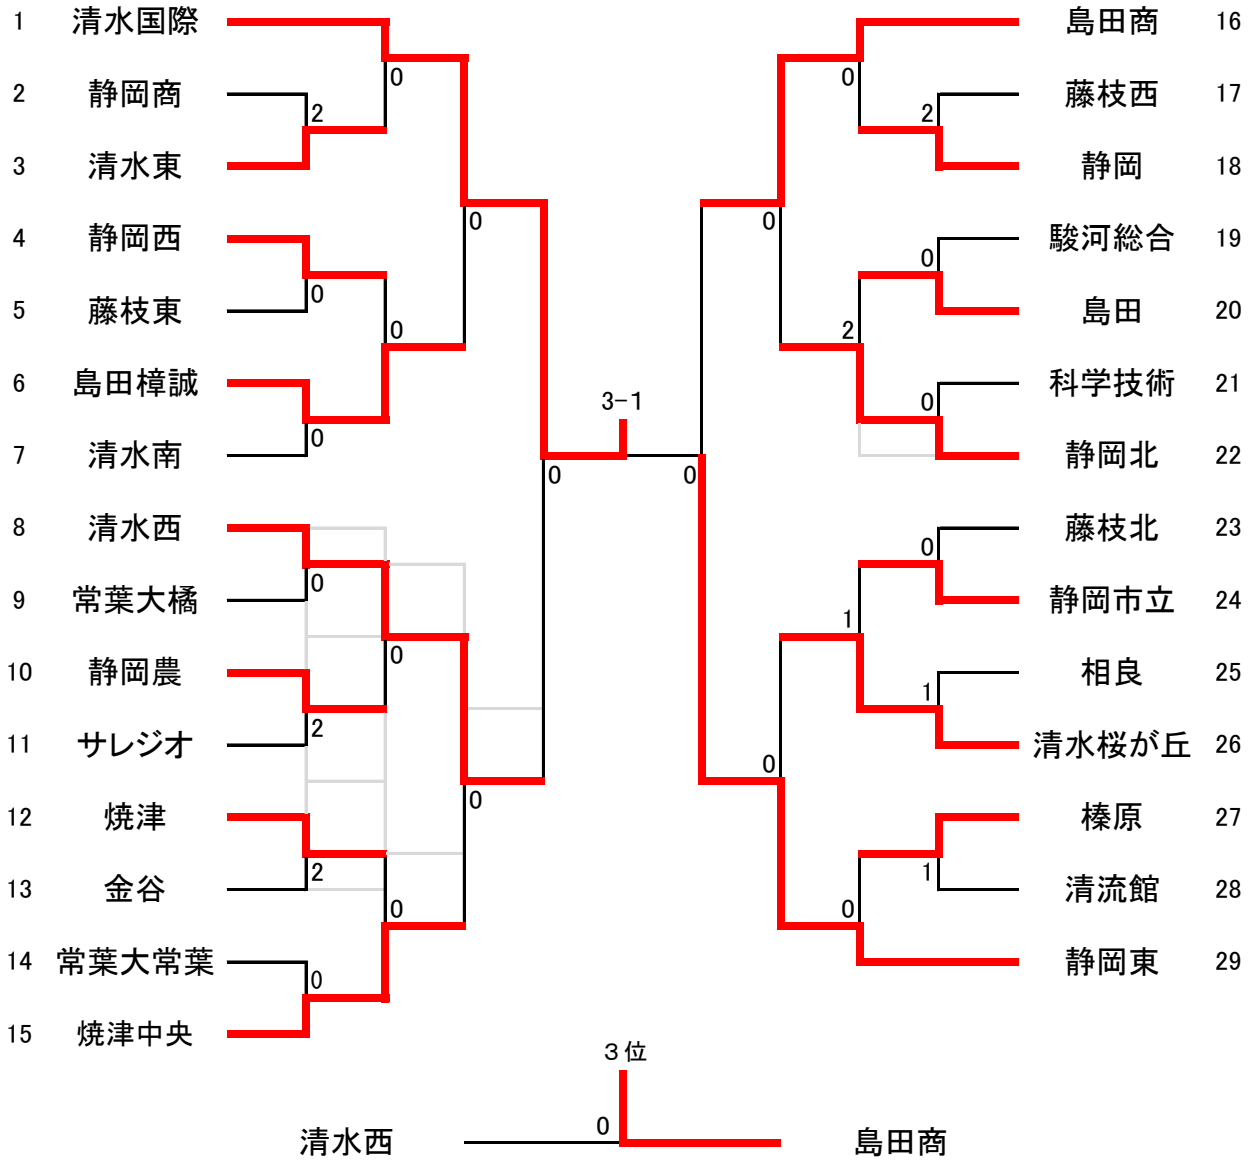 1 清水国際
0
2 静岡商
2
3 清水東
0
4 静岡西
0
5 藤枝東
0
6 島田樟誠
0
7 清水南
0
8 清水西
0
9 常葉大橘
0
10 静岡農
2
11 サレジオ
0
12 焼津
2
13 金谷
0
14 常葉大常葉
0
15 焼津中央
3-1
0
島田商 16
0
藤枝西 17
2
静岡 18
0
駿河総合 19
0
島田 20
2
科学技術 21
0
静岡北 22
藤枝北 23
0
静岡市立 24
1
相良 25
1
清水桜が丘 26
0
榛原 27
1
清流館 28
0
静岡東 29
3位
清水西 0 島田商